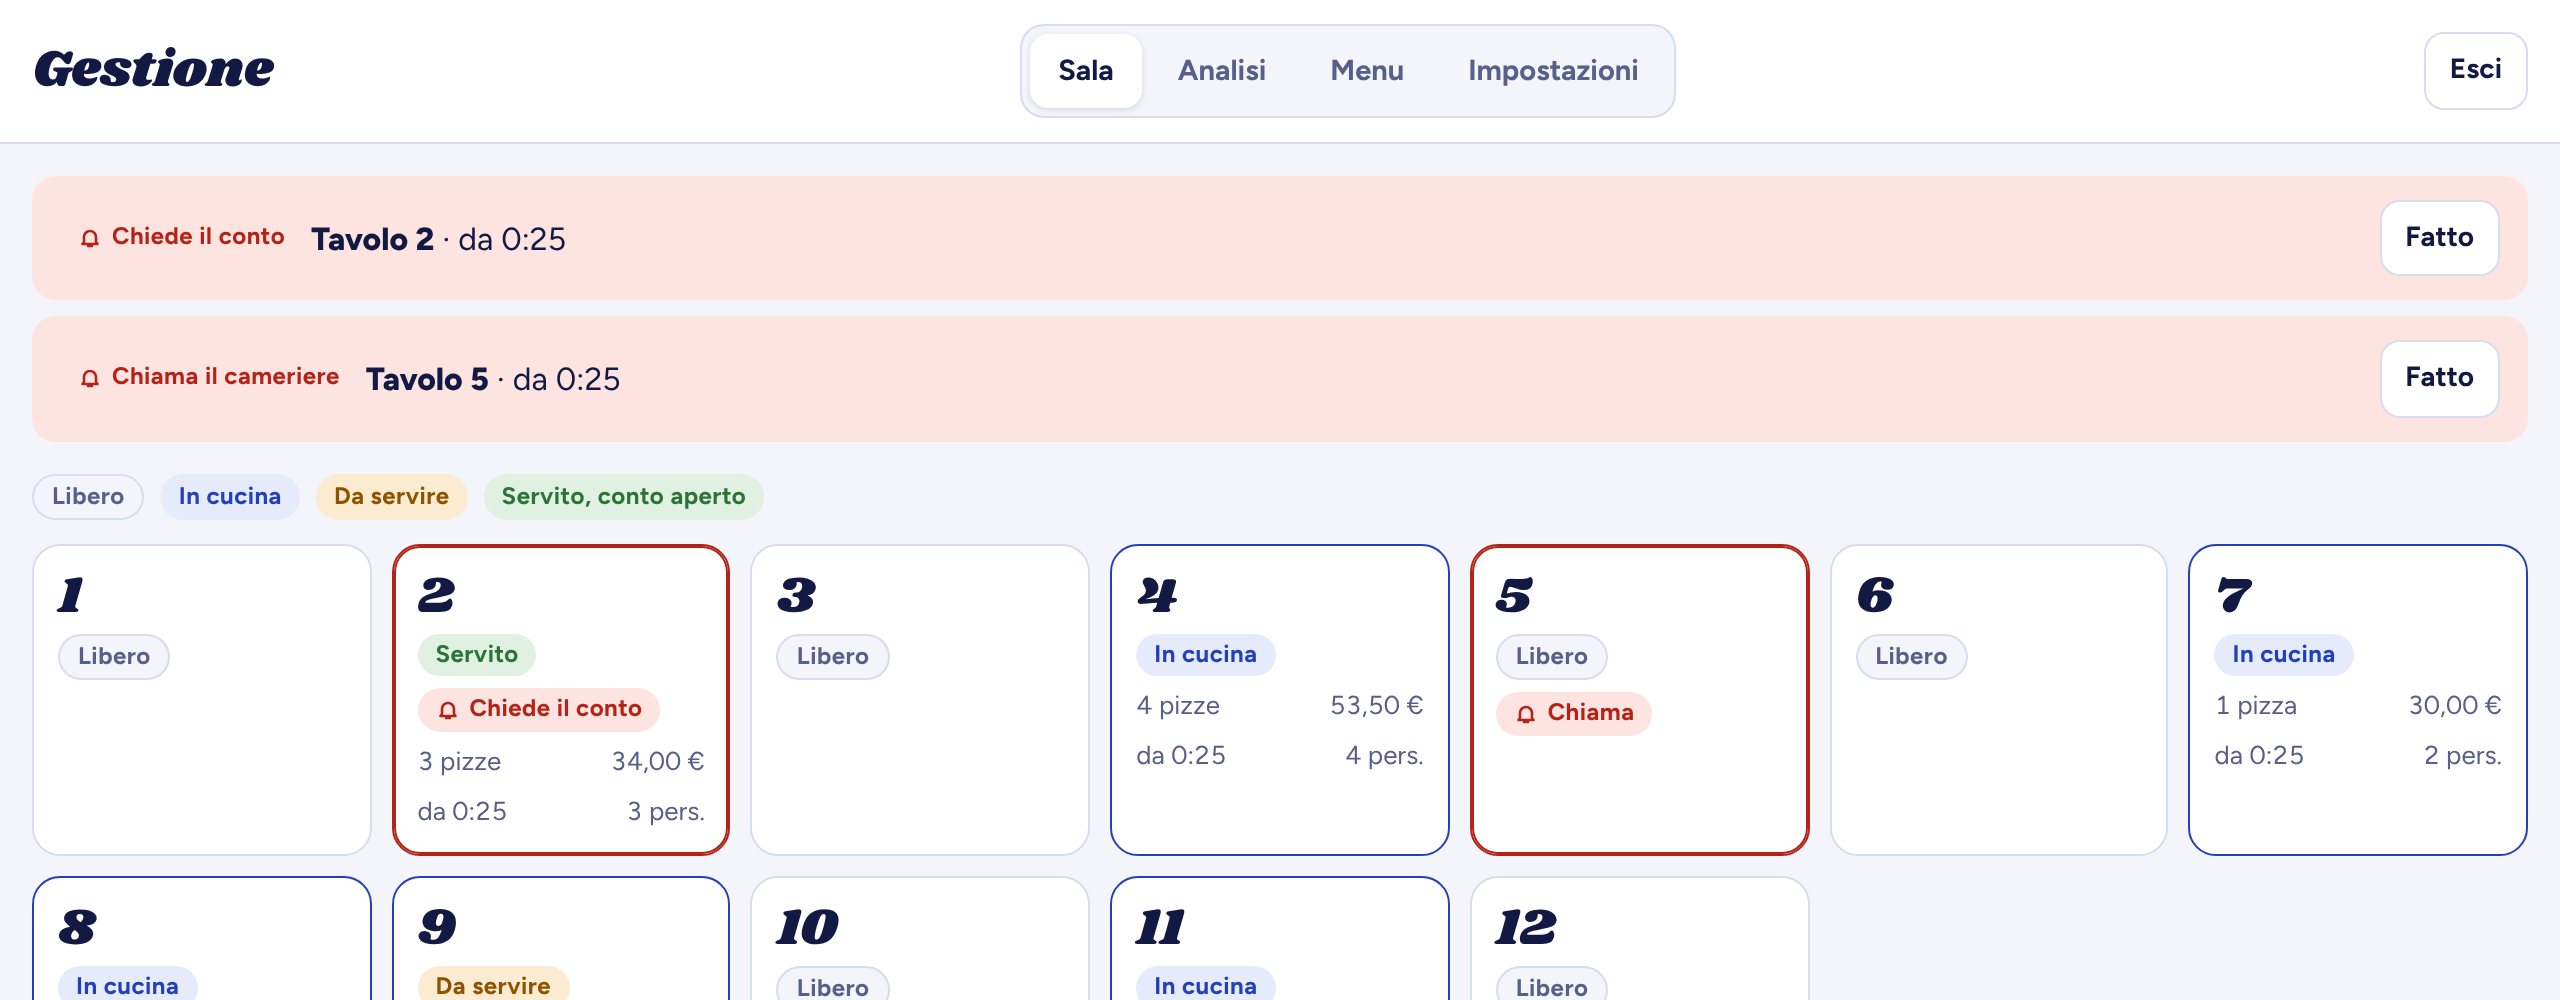 Gestione
Sala Analisi Menu Impostazioni
Esci
Chiede il conto Tavolo 2 · da 0:25 Fatto
Chiama il cameriere Tavolo 5 · da 0:25 Fatto
Libero In cucina Da servire Servito, conto aperto
1
Libero
2
Servito
Chiede il conto
3 pizze 34,00 €
da 0:25 3 pers.
3
Libero
4
In cucina
4 pizze 53,50 €
da 0:25 4 pers.
5
Libero
Chiama
6
Libero
7
In cucina
1 pizza 30,00 €
da 0:25 2 pers.
8
In cucina
9
Da servire
10
Libero
11
In cucina
12
Libero